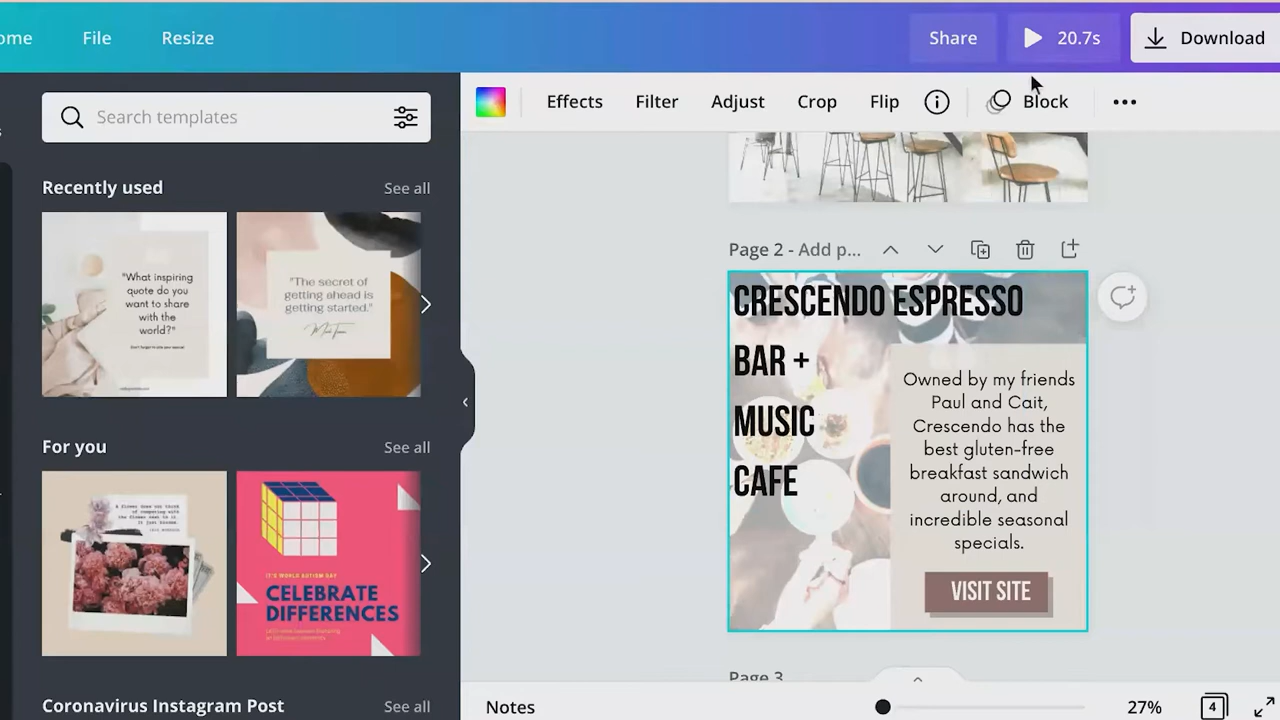 ome
File
Resize
Share
20.7s
Download
Search templates
Effects
Filter
Adjust
Crop
Flip
Block
Recently used
See all
"What inspiring
quote do you
want to share
with the
world?"
"The secret of
getting ahead is
getting started."
Page 2 - Add p...
CRESCENDO ESPRESSO
BAR +
MUSIC
CAFE
Owned by my friends
Paul and Cait,
Crescendo has the
best gluten-free
breakfast sandwich
around, and
incredible seasonal
specials.
VISIT SITE
For you
See all
IT'S WORLD AUTISM DAY
CELEBRATE
DIFFERENCES
Coronavirus Instagram Post
See all
Page 3
Notes
27%
4